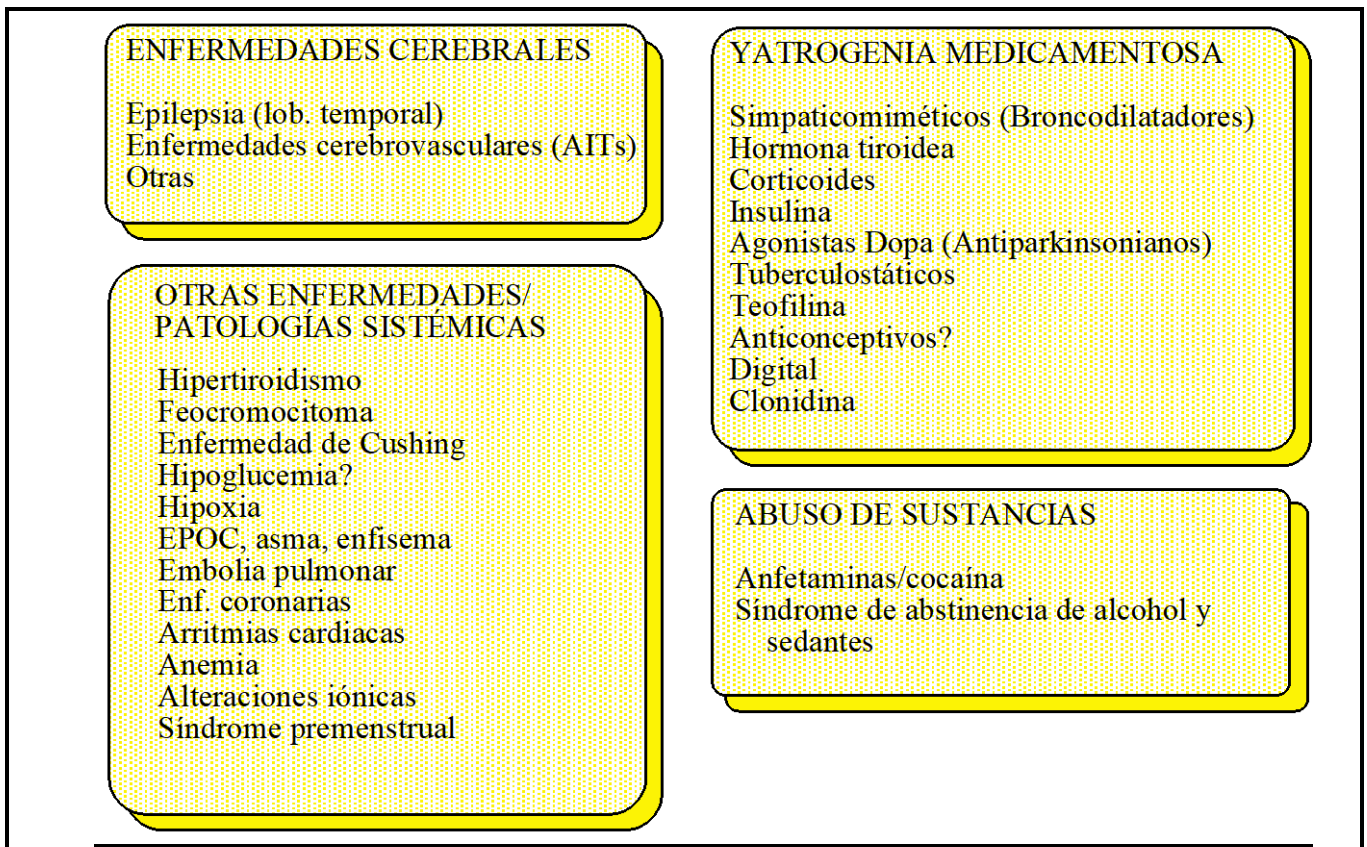 ENFERMEDADES CEREBRALES
Epilepsia (lob. temporal)
Enfermedades cerebrovasculares (AITs)
Otras
OTRAS ENFERMEDADES/
PATOLOGÍAS SISTÉMICAS
Hipertiroidismo
Feocromocitoma
Enfermedad de Cushing
Hipoglucemia?
Hipoxia
EPOC, asma, enfisema
Embolia pulmonar
Enf. coronarias
Arritmias cardiacas
Anemia
Alteraciones iónicas
Síndrome premenstrual
YATROGENIA MEDICAMENTOSA
Simpaticomiméticos (Broncodilatadores)
Hormona tiroidea
Corticoides
Insulina
Agonistas Dopa (Antiparkinsonianos)
Tuberculostáticos
Teofilina
Anticonceptivos?
Digital
Clonidina
ABUSO DE SUSTANCIAS
Anfetaminas/cocaína
Síndrome de abstinencia de alcohol y
sedantes